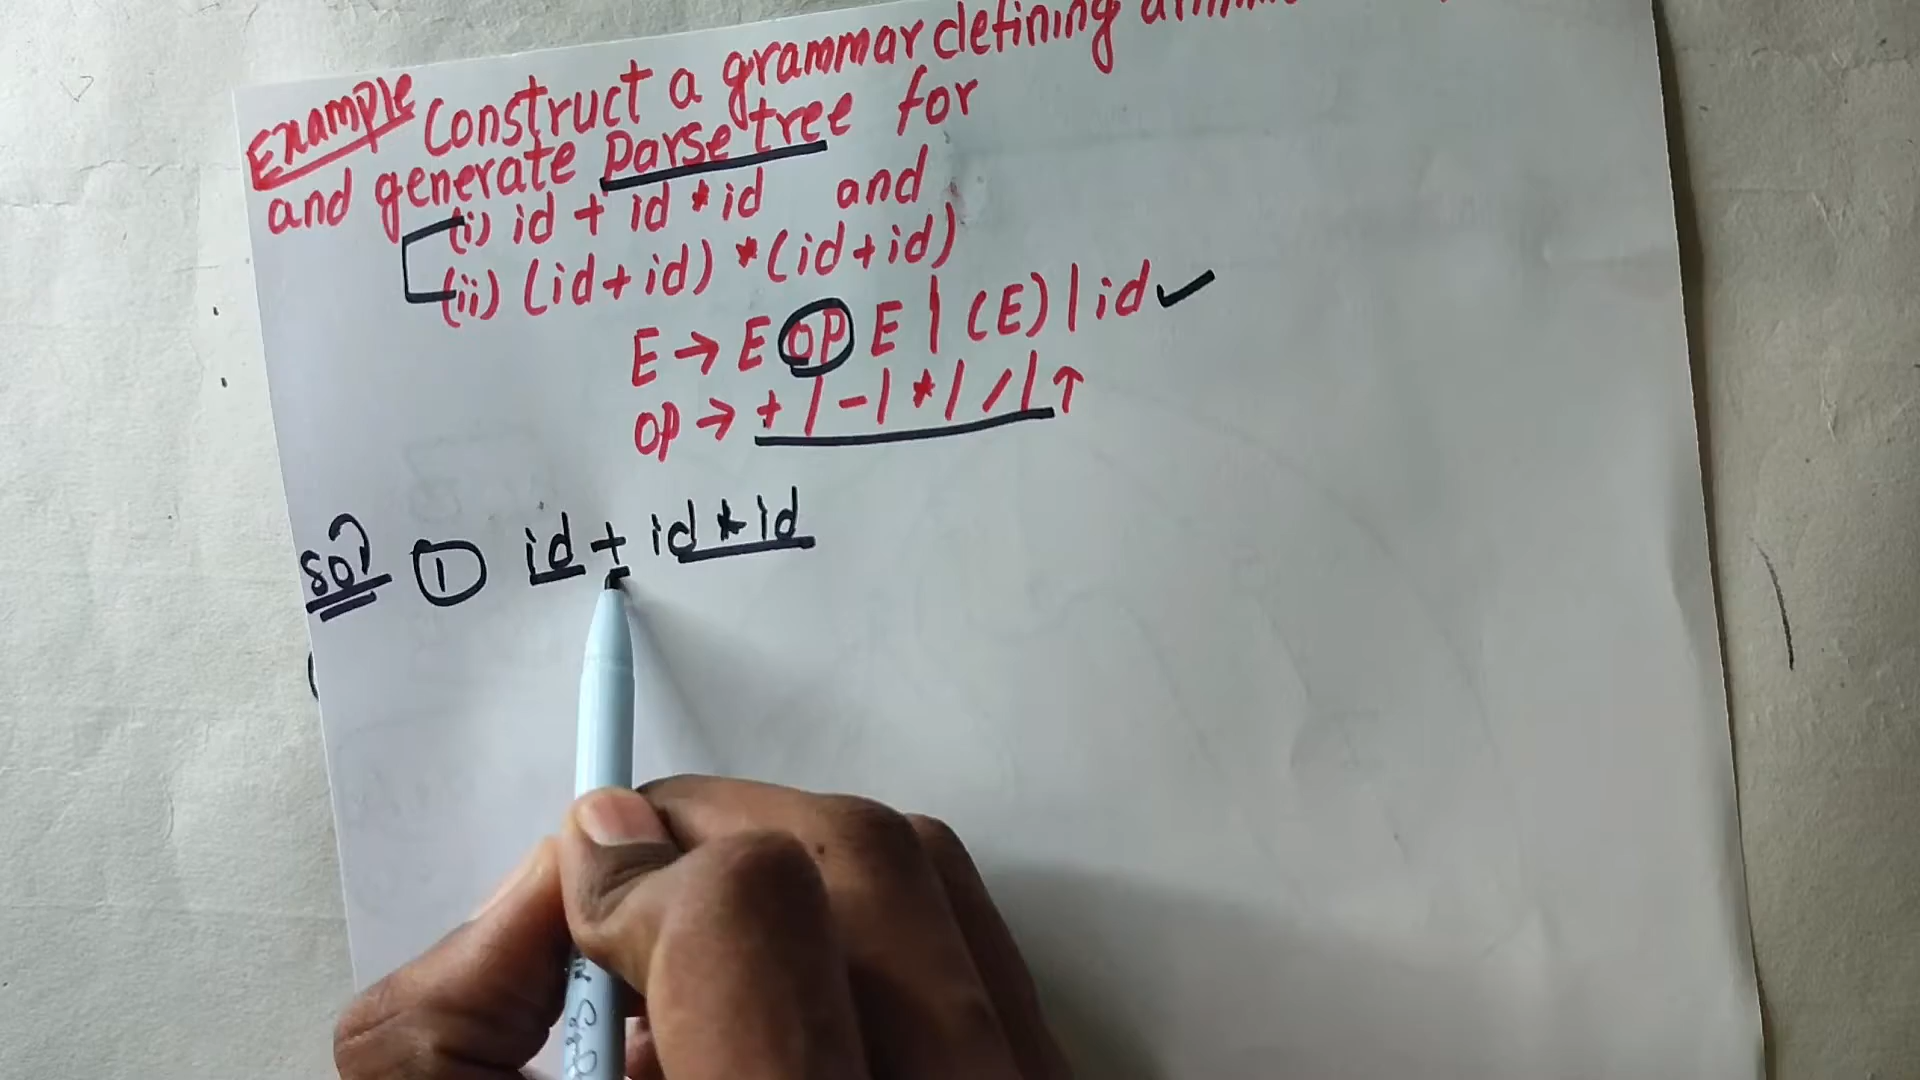 Example Construct a grammar defining
and generate parse tree for
(i) id + id * id and
(ii) (id + id) * (id + id)
E → E OP E | (E) | id ✓
OP → + | - | * | / | ↑
Sol ① id + id * id